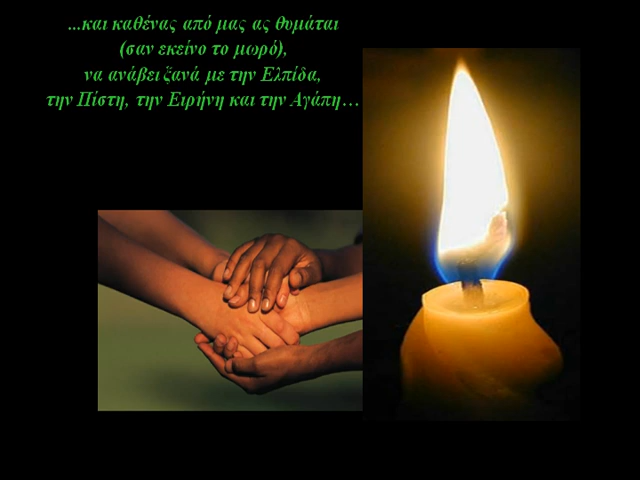 ...και καθένας από μας ας θυμάται
(σαν εκείνο το μωρό),
να ανάβει ξανά με την Ελπίδα,
την Πίστη, την Ειρήνη και την Αγάπη…